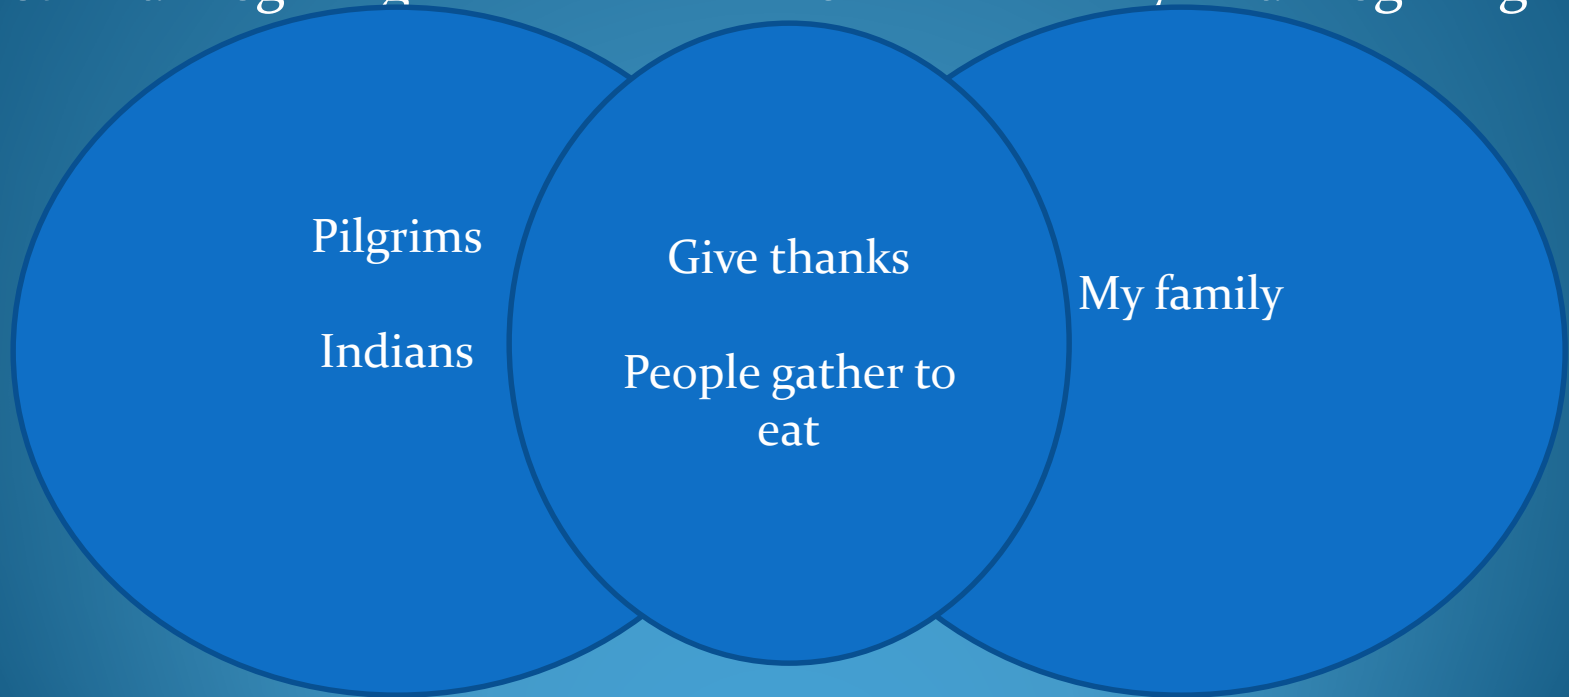 Pilgrims
Indians
Give thanks
People gather to
eat
My family